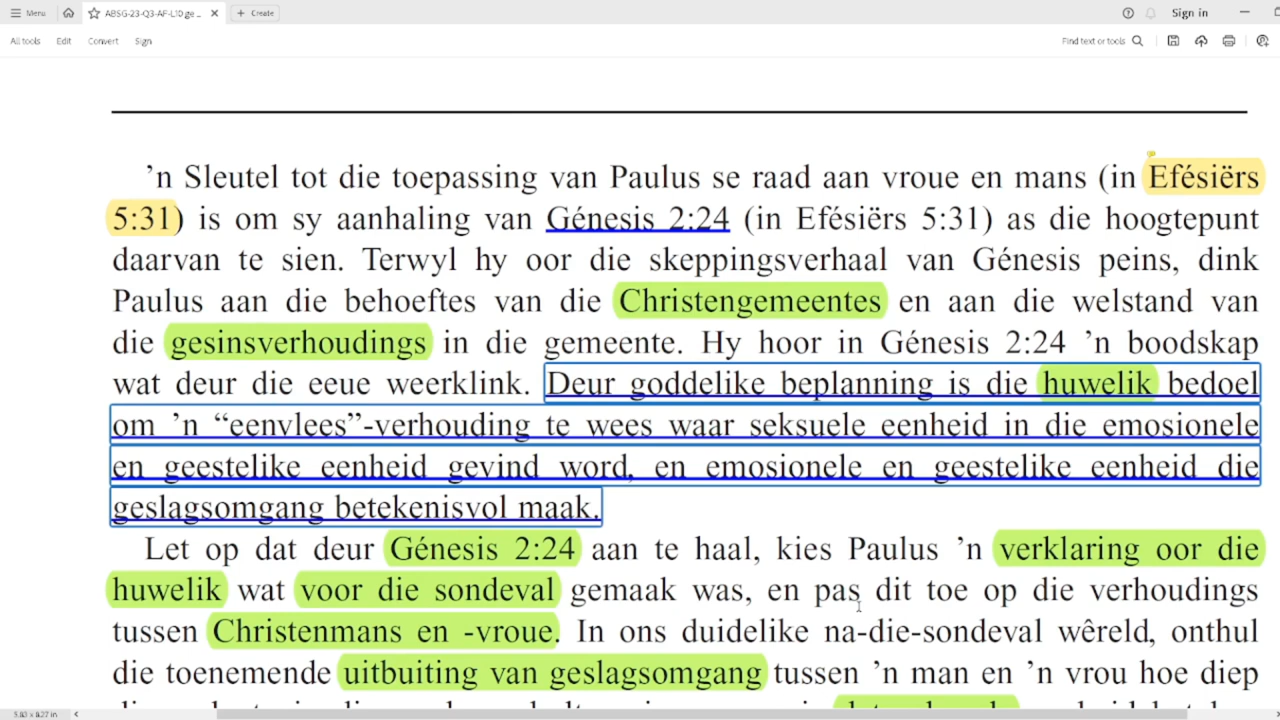 Menu
ABSG-23-Q3-AF-L10 ge ...
Create
Sign in
All tools
Edit
Convert
Sign
Find text or tools
’n Sleutel tot die toepassing van Paulus se raad aan vroue en mans (in Efésiërs
5:31) is om sy aanhaling van Génesis 2:24 (in Efésiërs 5:31) as die hoogtepunt
daarvan te sien. Terwyl hy oor die skeppingsverhaal van Génesis peins, dink
Paulus aan die behoeftes van die Christengemeentes en aan die welstand van
die gesinsverhoudings in die gemeente. Hy hoor in Génesis 2:24 ’n boodskap
wat deur die eeue weerklink. Deur goddelike beplanning is die huwelik bedoel
om ’n “eenvlees”-verhouding te wees waar seksuele eenheid in die emosionele
en geestelike eenheid gevind word, en emosionele en geestelike eenheid die
geslagsomgang betekenisvol maak.
Let op dat deur Génesis 2:24 aan te haal, kies Paulus ’n verklaring oor die
huwelik wat voor die sondeval gemaak was, en pas dit toe op die verhoudings
tussen Christenmans en -vroue. In ons duidelike na-die-sondeval wêreld, onthul
die toenemende uitbuiting van geslagsomgang tussen ’n man en ’n vrou hoe diep
5.83 x 8.27 in